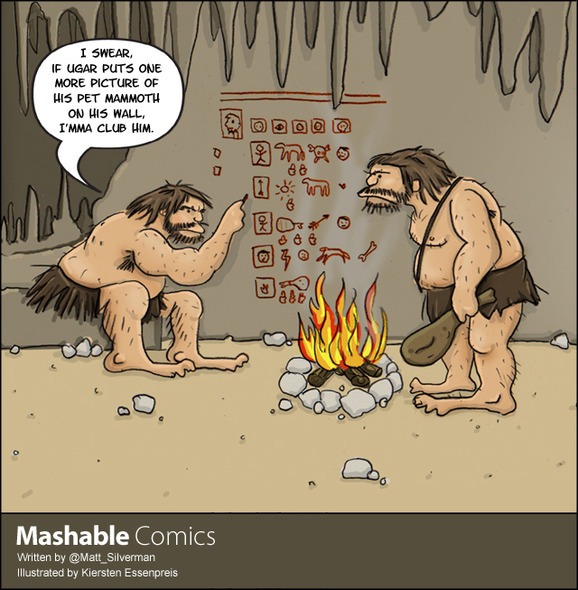 I SWEAR,
IF UGAR PUTS ONE
MORE PICTURE OF
HIS PET MAMMOTH
ON HIS WALL,
I'MMA CLUB HIM.
Mashable Comics
Written by @Matt_Silverman
Illustrated by Kiersten Essenpreis